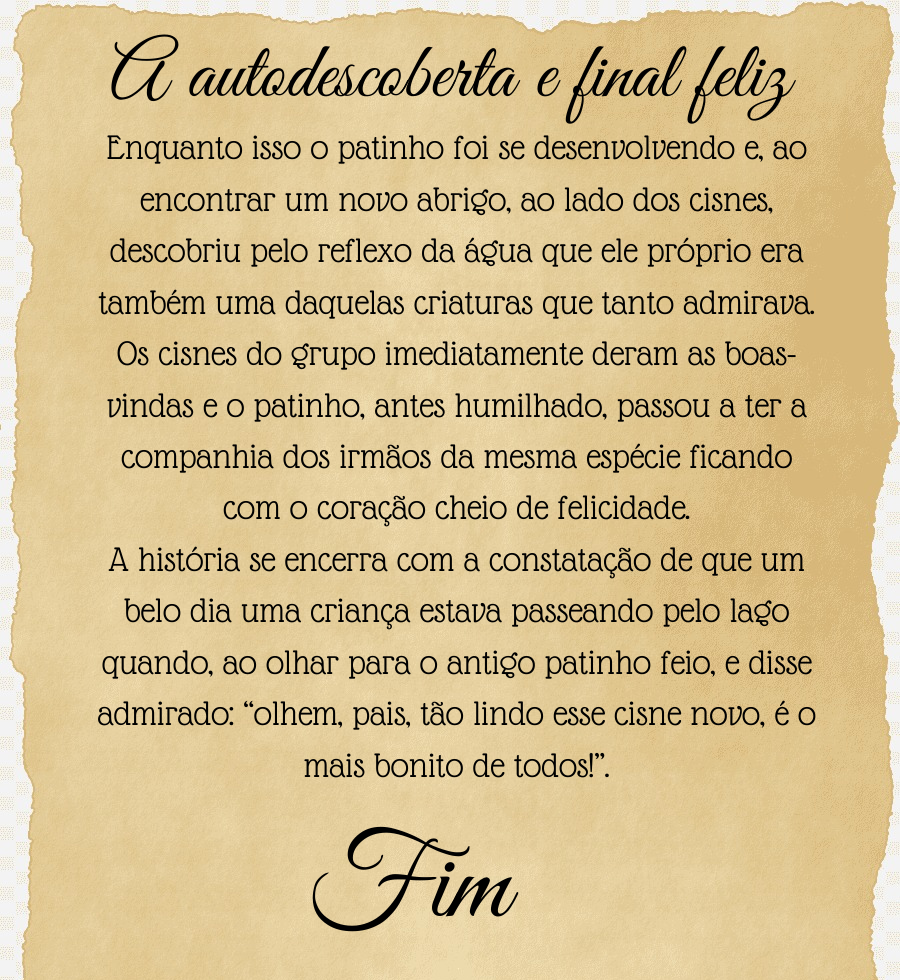 A autodescoberta e final feliz
Enquanto isso o patinho foi se desenvolvendo e, ao
encontrar um novo abrigo, ao lado dos cisnes,
descobriu pelo reflexo da água que ele próprio era
também uma daquelas criaturas que tanto admirava.
Os cisnes do grupo imediatamente deram as boas-
vindas e o patinho, antes humilhado, passou a ter a
companhia dos irmãos da mesma espécie ficando
com o coração cheio de felicidade.
A história se encerra com a constatação de que um
belo dia uma criança estava passeando pelo lago
quando, ao olhar para o antigo patinho feio, e disse
admirado: “olhem, pais, tão lindo esse cisne novo, é o
mais bonito de todos!”.
Fim